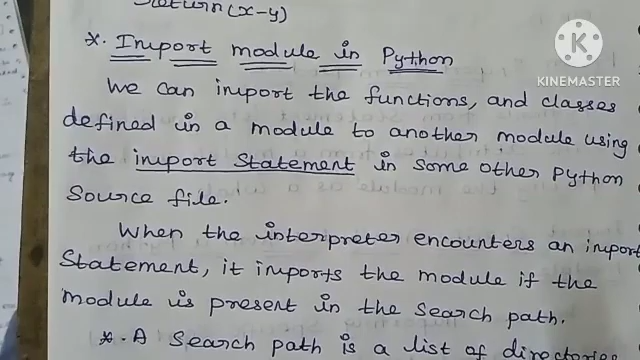 return (x-y)
*. Import module in Python
We can import the functions, and classes
defined in a module to another module using
the import Statement in some other Python
Source file.
When the interpreter encounters an import
Statement, it imports the module if the
module is present in the Search path.
*. A Search path is a list of directories
KINEMASTER